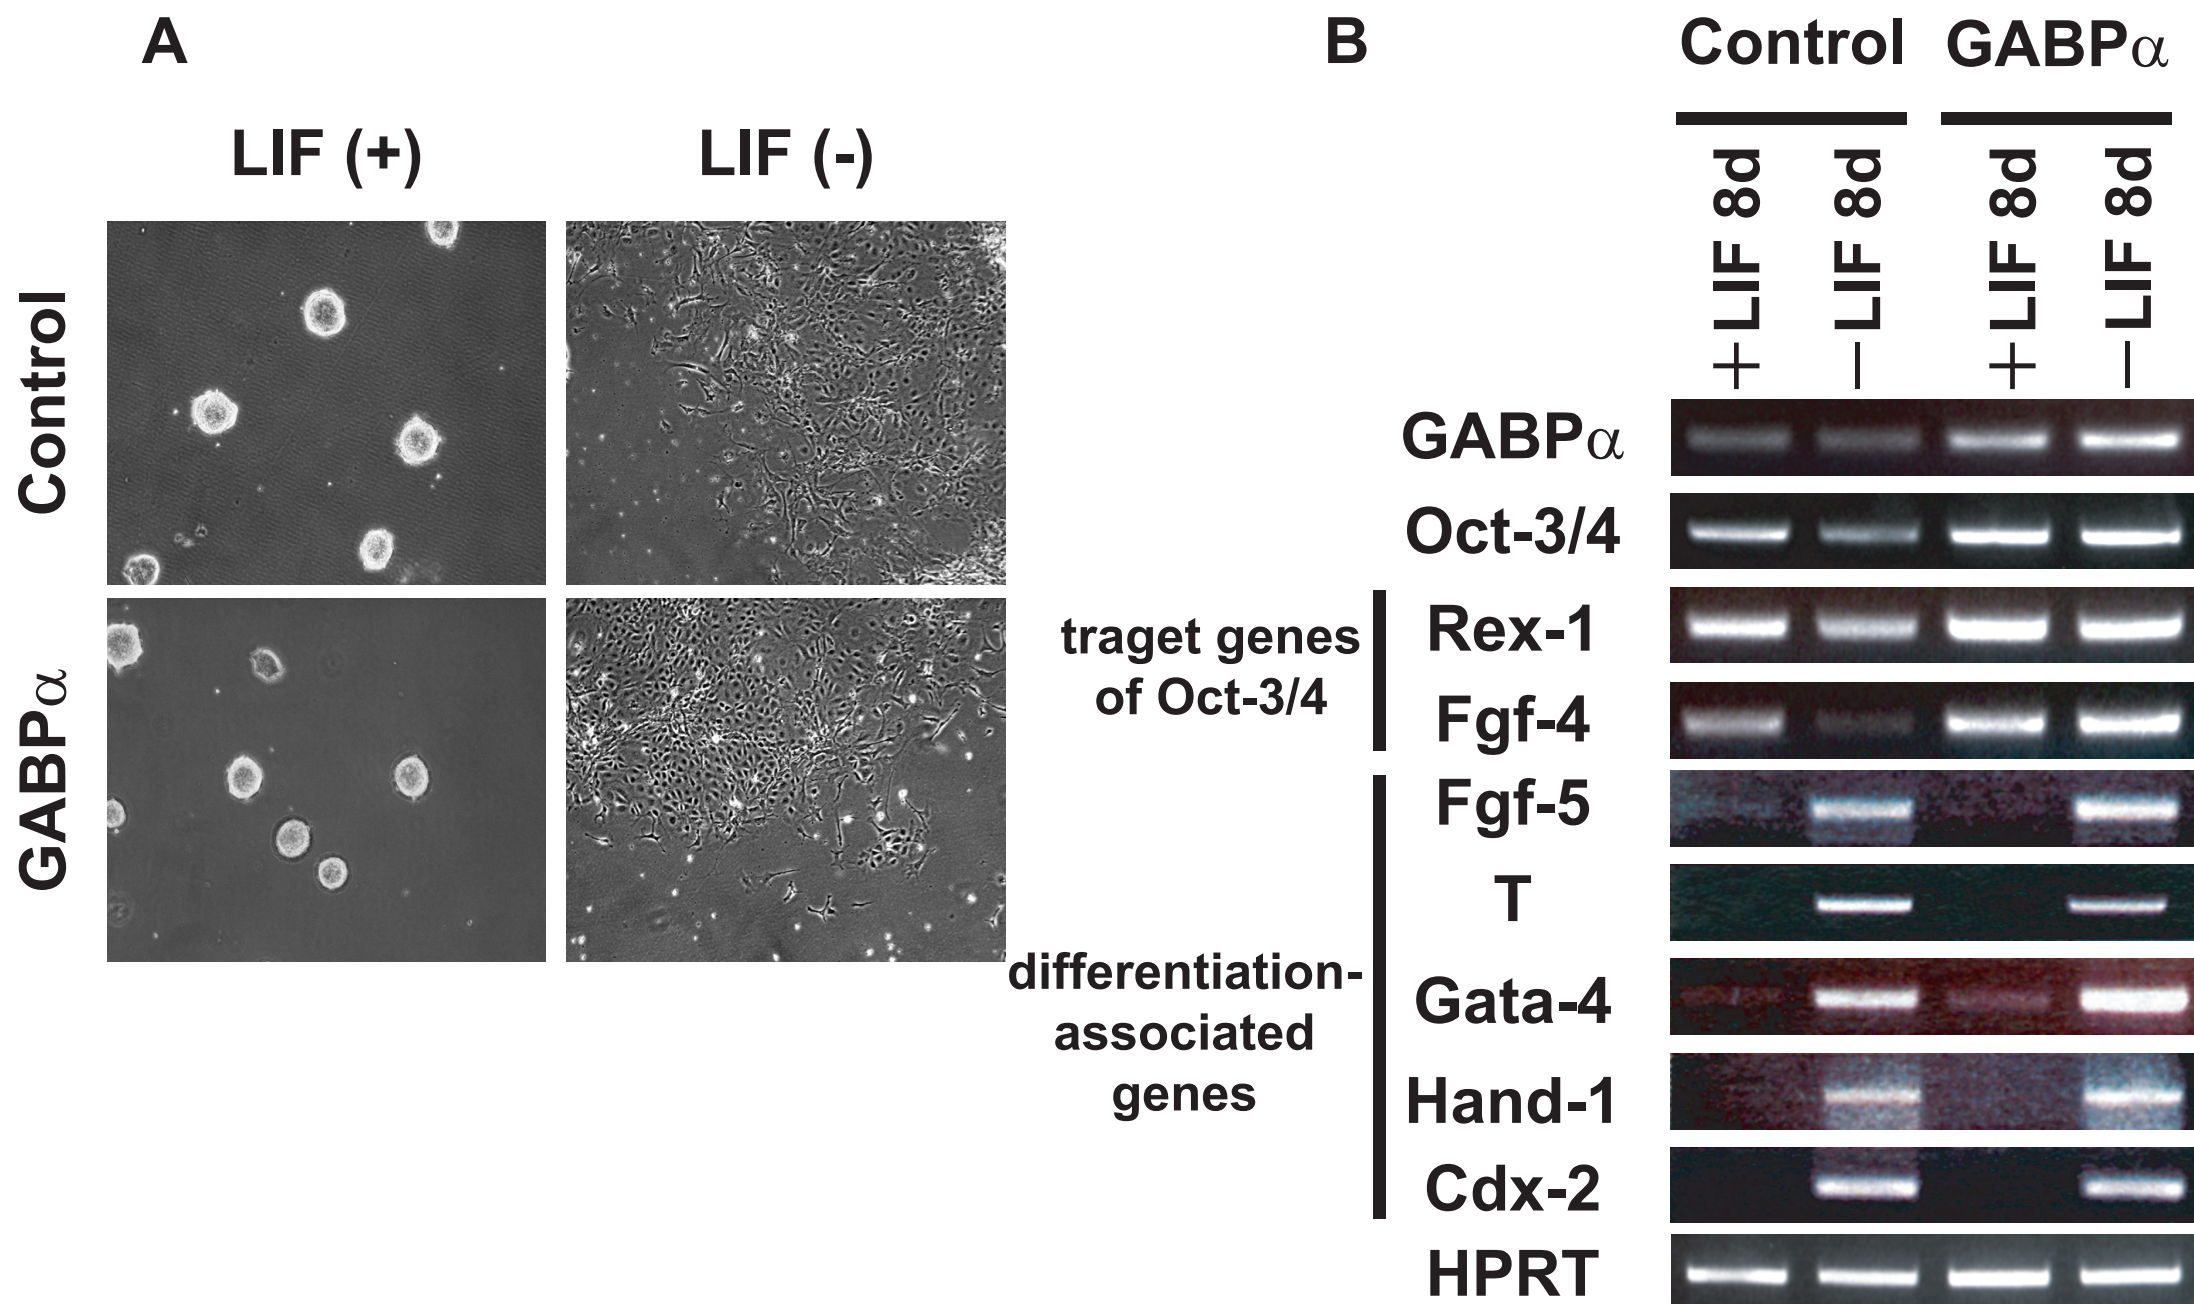 A
LIF (+)
LIF (-)
Control
GABPα
B
Control
GABPα
+LIF 8d
−LIF 8d
+LIF 8d
−LIF 8d
GABPα
Oct-3/4
traget genes
of Oct-3/4
Rex-1
Fgf-4
differentiation-
associated
genes
Fgf-5
T
Gata-4
Hand-1
Cdx-2
HPRT